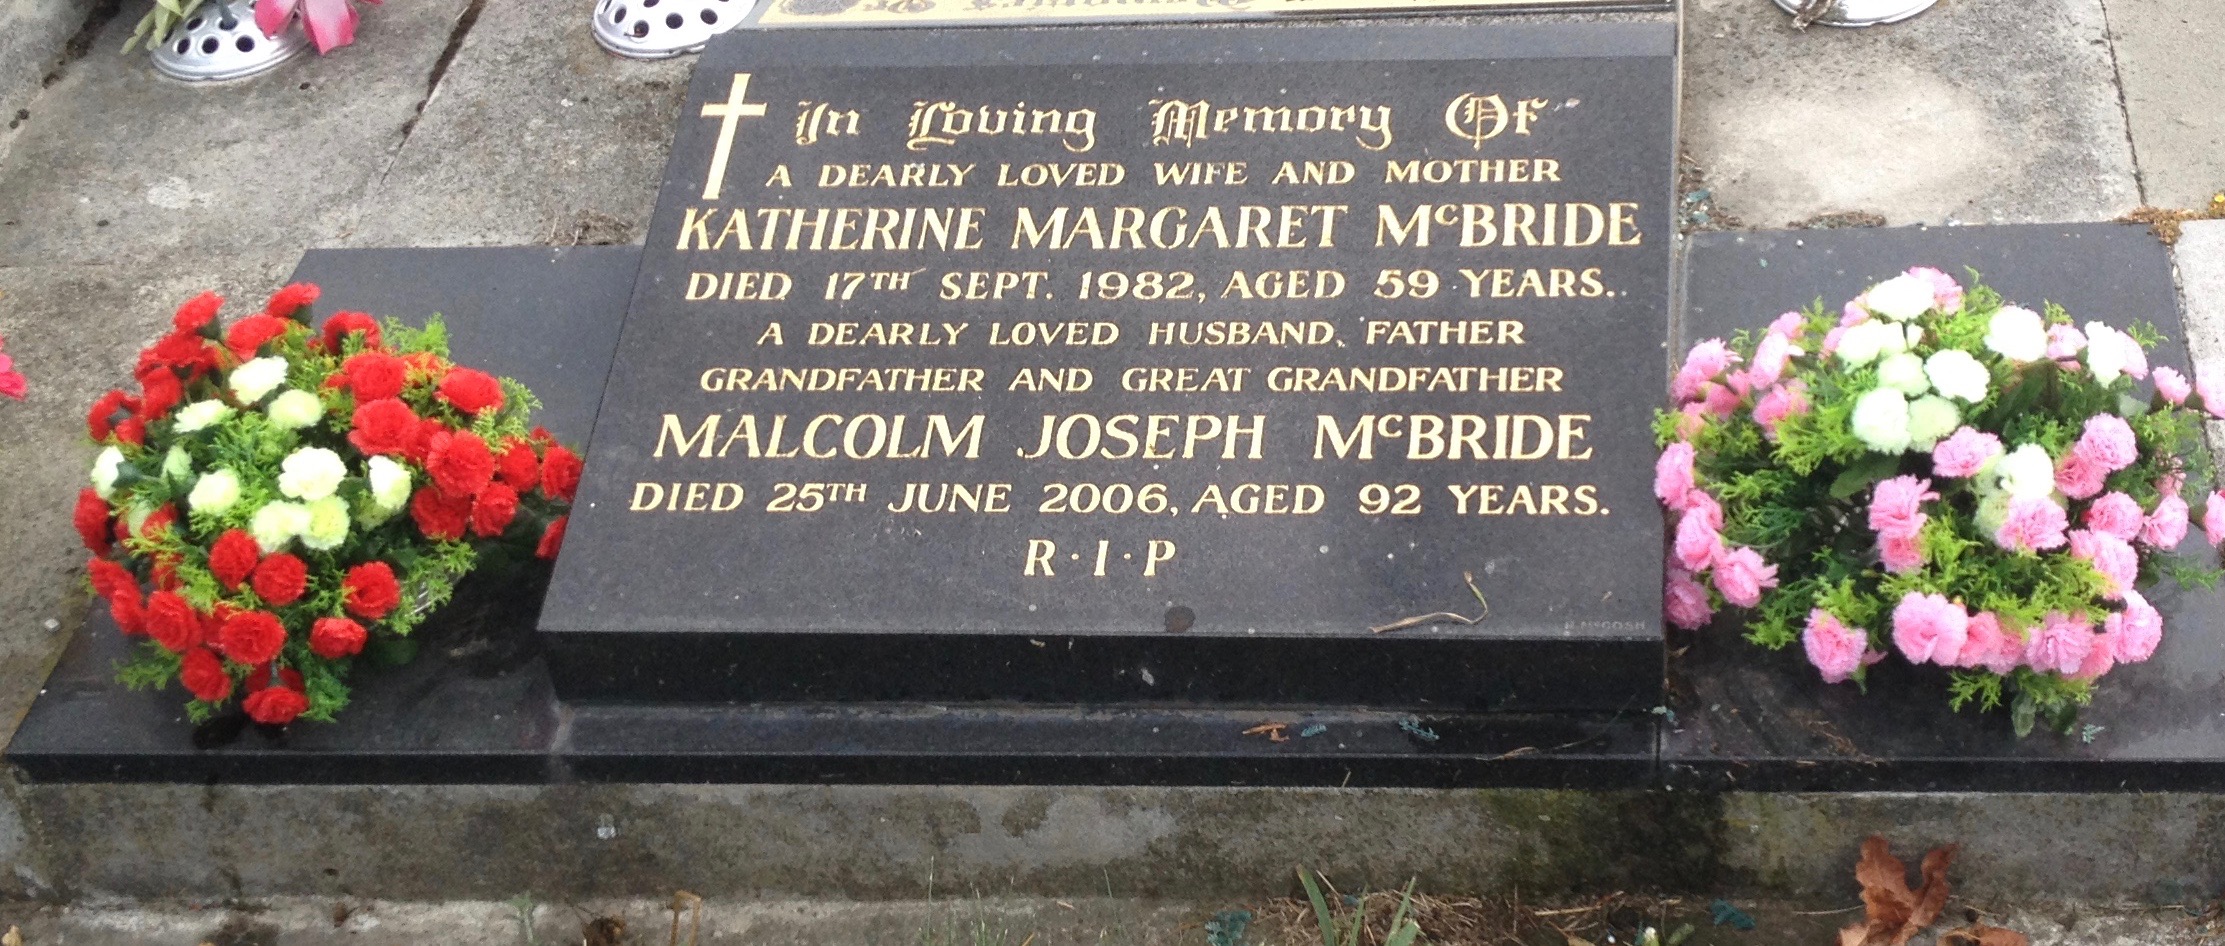 In Loving Memory Of
A DEARLY LOVED WIFE AND MOTHER
KATHERINE MARGARET McBRIDE
DIED 17TH SEPT. 1982, AGED 59 YEARS.
A DEARLY LOVED HUSBAND, FATHER
GRANDFATHER AND GREAT GRANDFATHER
MALCOLM JOSEPH McBRIDE
DIED 25TH JUNE 2006, AGED 92 YEARS.
R·I·P